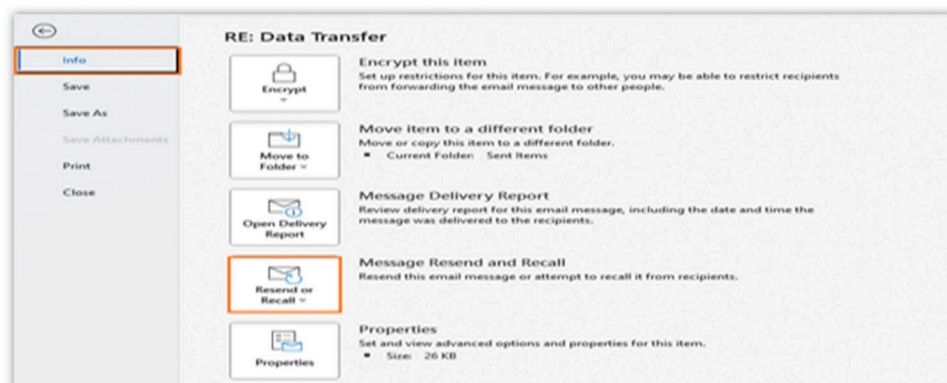 RE: Data Transfer
Info
Save
Save As
Save Attachments
Print
Close
Encrypt
Encrypt this item
Set up restrictions for this item. For example, you may be able to restrict recipients
from forwarding the email message to other people.
Move to
Folder
Move item to a different folder
Move or copy this item to a different folder.
Current Folder: Sent Items
Open Delivery
Report
Message Delivery Report
Review delivery report for this email message, including the date and time the
message was delivered to the recipients.
Resend or
Recall
Message Resend and Recall
Resend this email message or attempt to recall it from recipients.
Properties
Properties
Set and view advanced options and properties for this item.
Size: 26 KB